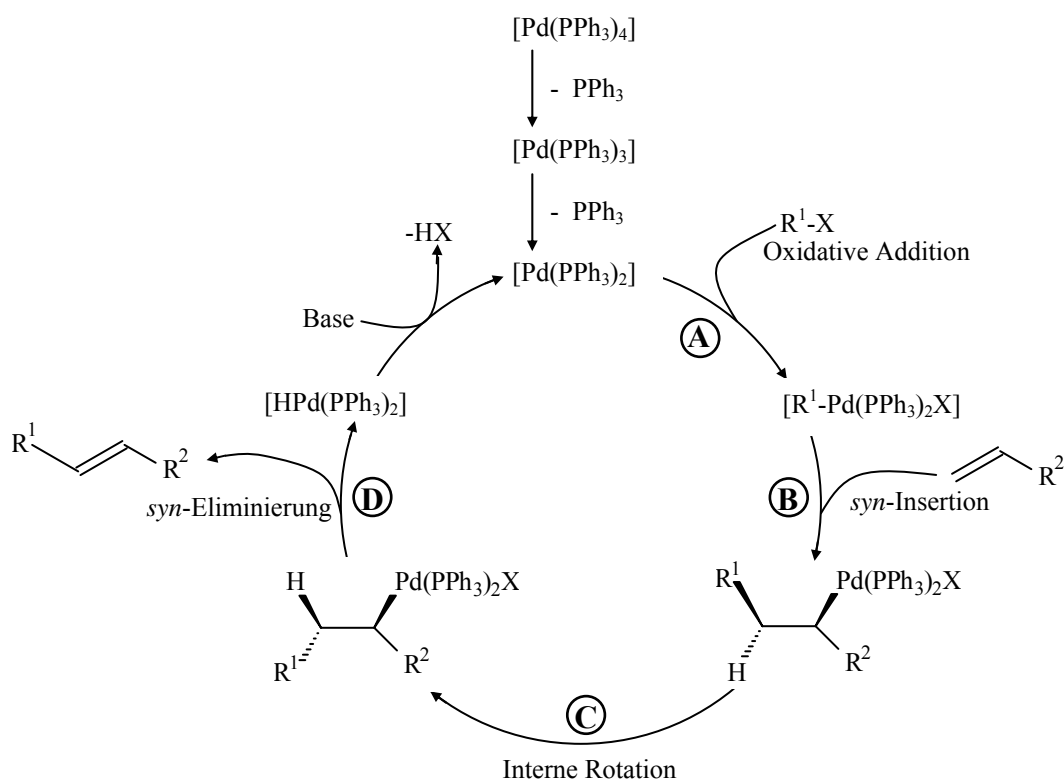 [Pd(PPh₃)₄]
- PPh₃
[Pd(PPh₃)₃]
- PPh₃
-HX
R¹-X
Oxidative Addition
[Pd(PPh₃)₂]
Base
A
[HPd(PPh₃)₂]
[R¹-Pd(PPh₃)₂X]
R¹
R²
D
syn-Eliminierung
B
syn-Insertion
R²
H
Pd(PPh₃)₂X
R¹
R²
R¹
Pd(PPh₃)₂X
H
R²
C
Interne Rotation